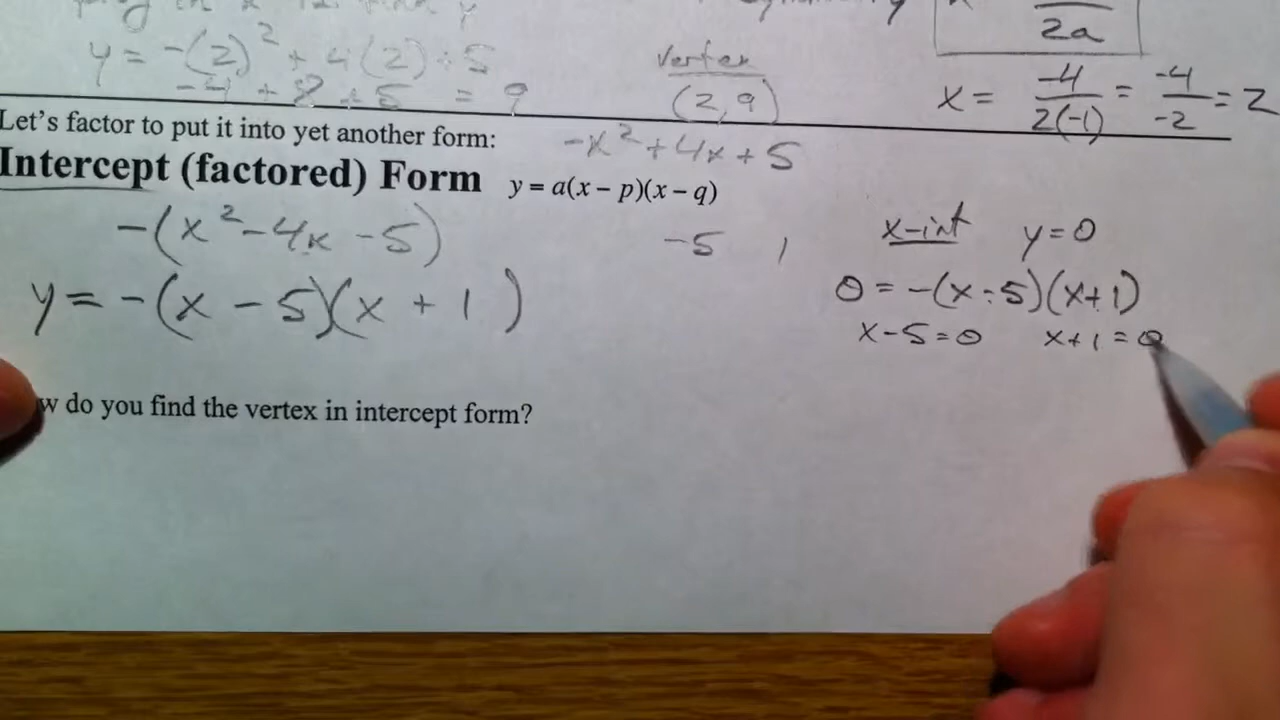 y = -(2)² + 4(2) + 5
-4 + 8 + 5 = 9
vertex
(2,9)
2a
x = -4/2(-1) = -4/-2 = 2
Let's factor to put it into yet another form:
-x² + 4x + 5
Intercept (factored) Form y = a(x – p)(x – q)
-(x² - 4x - 5)
-5 1
y = -(x - 5)(x + 1 )
x-int y=0
0 = -(x - 5)(x+1)
x-5=0 x+1=0
w do you find the vertex in intercept form?